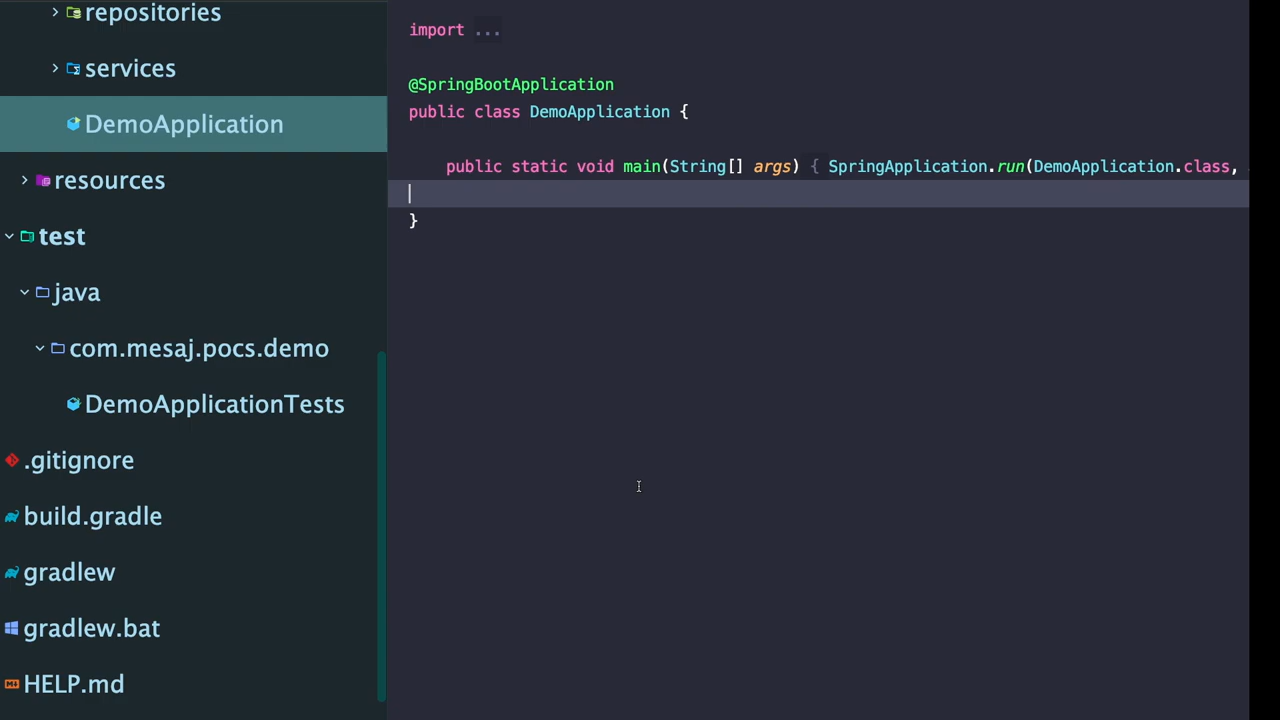 repositories
services
DemoApplication
resources
test
java
com.mesaj.pocs.demo
DemoApplicationTests
.gitignore
build.gradle
gradlew
gradlew.bat
HELP.md
import ...
@SpringBootApplication
public class DemoApplication {
public static void main(String[] args) { SpringApplication.run(DemoApplication.class,
}